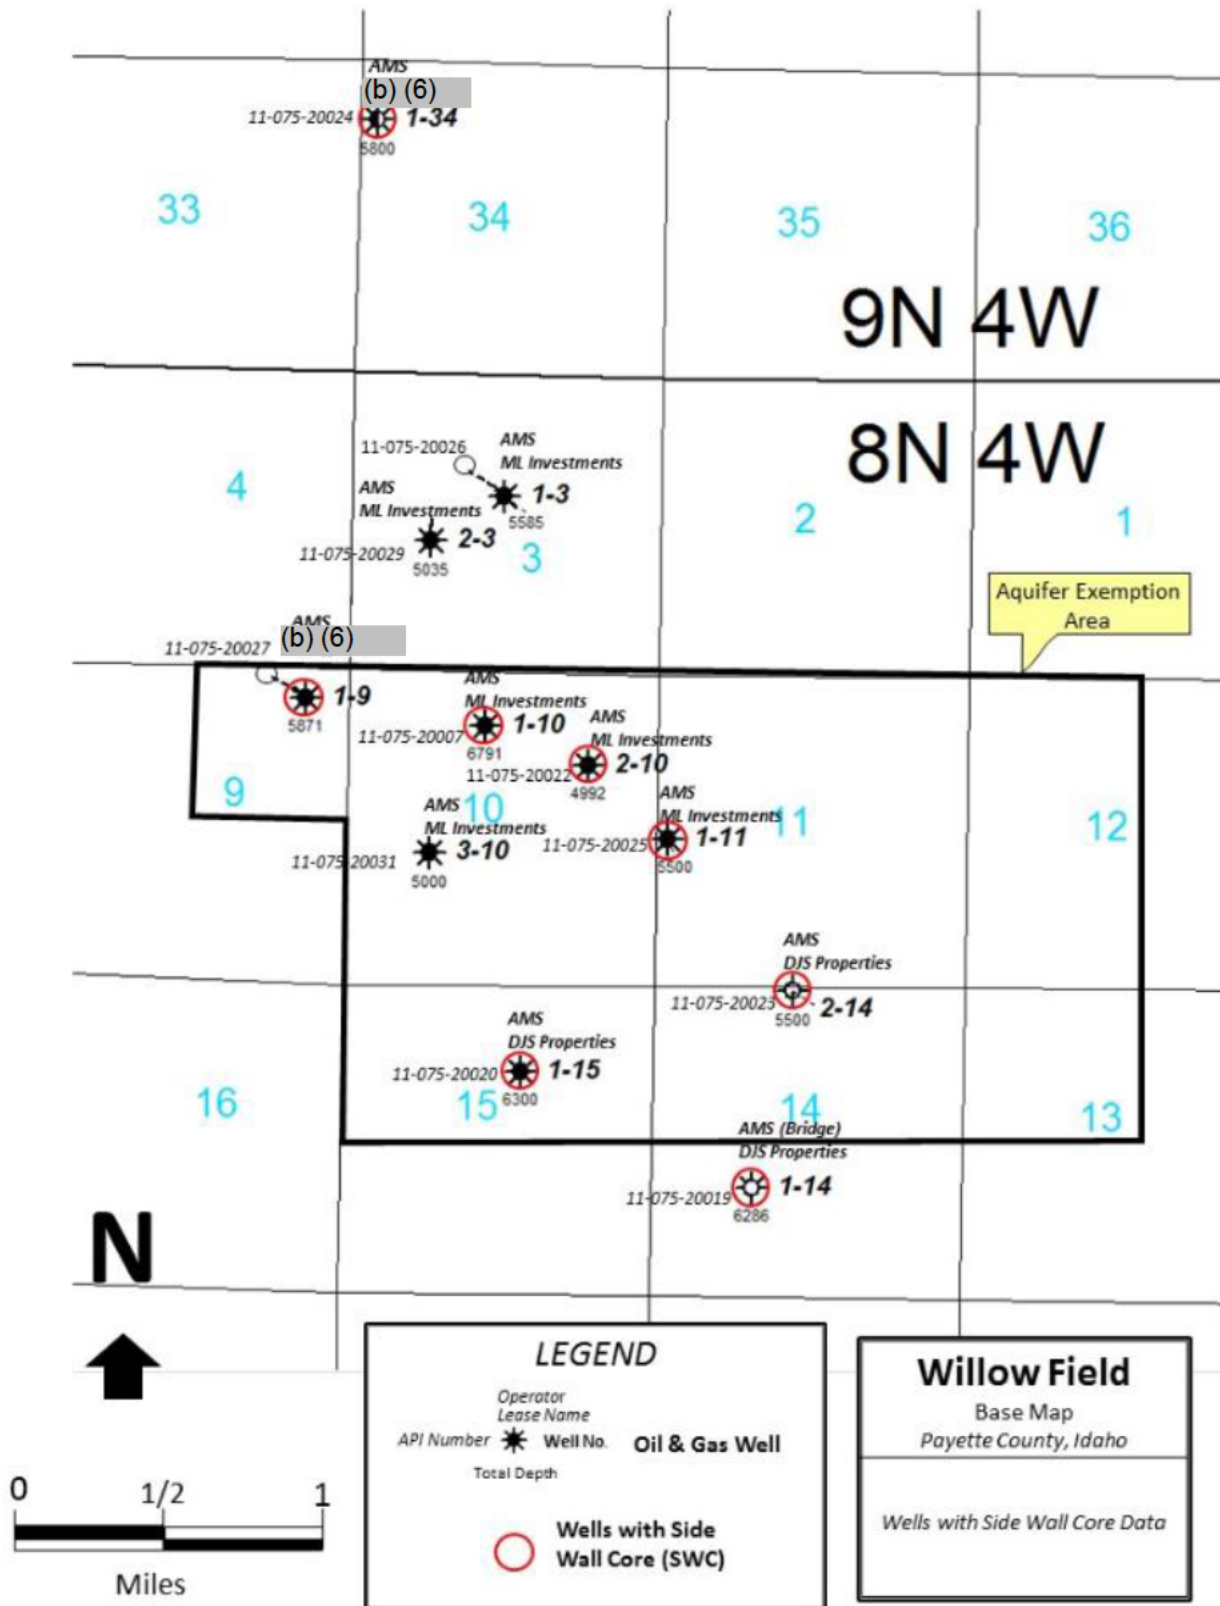 AMS
(b) (6)
11-075-20024
1-34
5800
33
34
35
36
9N 4W
8N 4W
11-075-20026
AMS
ML Investments
1-3
5585
4
AMS
ML Investments
2-3
11-075-20029
5035
3
2
1
Aquifer Exemption
Area
AMS
11-075-20027
(b) (6)
1-9
5871
AMS
ML Investments
1-10
11-075-20007
6791
AMS
ML Investments
2-10
11-075-20022
4992
9
10
11
12
AMS
ML Investments
3-10
11-075-20031
5000
AMS
ML Investments
1-11
11-075-20025
5500
AMS
DJS Properties
11-075-20023
2-14
5500
AMS
DJS Properties
11-075-20020
1-15
6300
16
15
14
13
AMS (Bridge)
DJS Properties
1-14
11-075-20019
6286
N
0
1/2
1
Miles
LEGEND
Operator
Lease Name
API Number
Well No.
Oil & Gas Well
Total Depth
Wells with Side
Wall Core (SWC)
Willow Field
Base Map
Payette County, Idaho
Wells with Side Wall Core Data